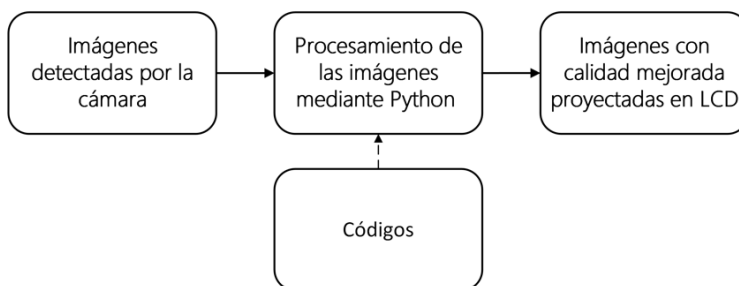 Imágenes
detectadas por la
cámara
Procesamiento de
las imágenes
mediante Python
Imágenes con
calidad mejorada
proyectadas en LCD
Códigos